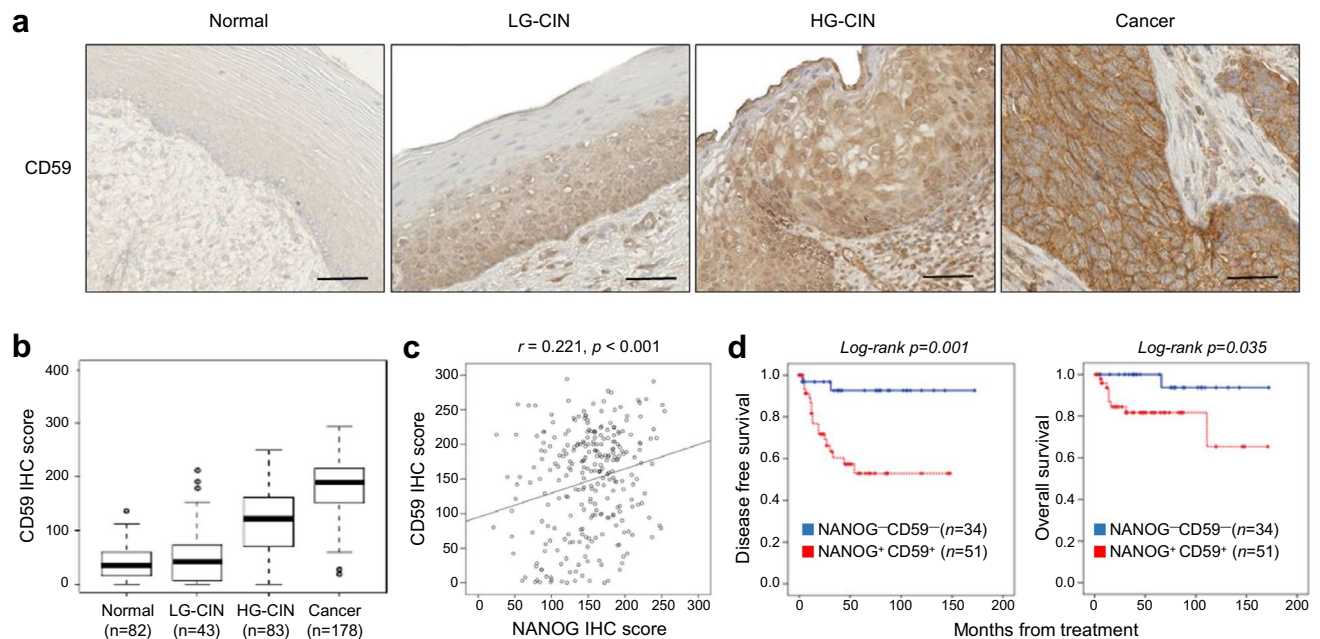 a
Normal LG-CIN HG-CIN Cancer
CD59
b
CD59 IHC score
400
300
200
100
0
Normal LG-CIN HG-CIN Cancer
(n=82) (n=43) (n=83) (n=178)
c
r = 0.221, p < 0.001
CD59 IHC score
300
250
200
150
100
50
0
0 50 100 150 200 250 300
NANOG IHC score
d
Log-rank p=0.001
Disease free survival
1.0
0.8
0.6
0.4
0.2
0.0
NANOG—CD59—(n=34)
NANOG+ CD59+ (n=51)
0 50 100 150 200
Log-rank p=0.035
Overall survival
1.0
0.8
0.6
0.4
0.2
0.0
NANOG—CD59—(n=34)
NANOG+ CD59+ (n=51)
0 50 100 150 200
Months from treatment